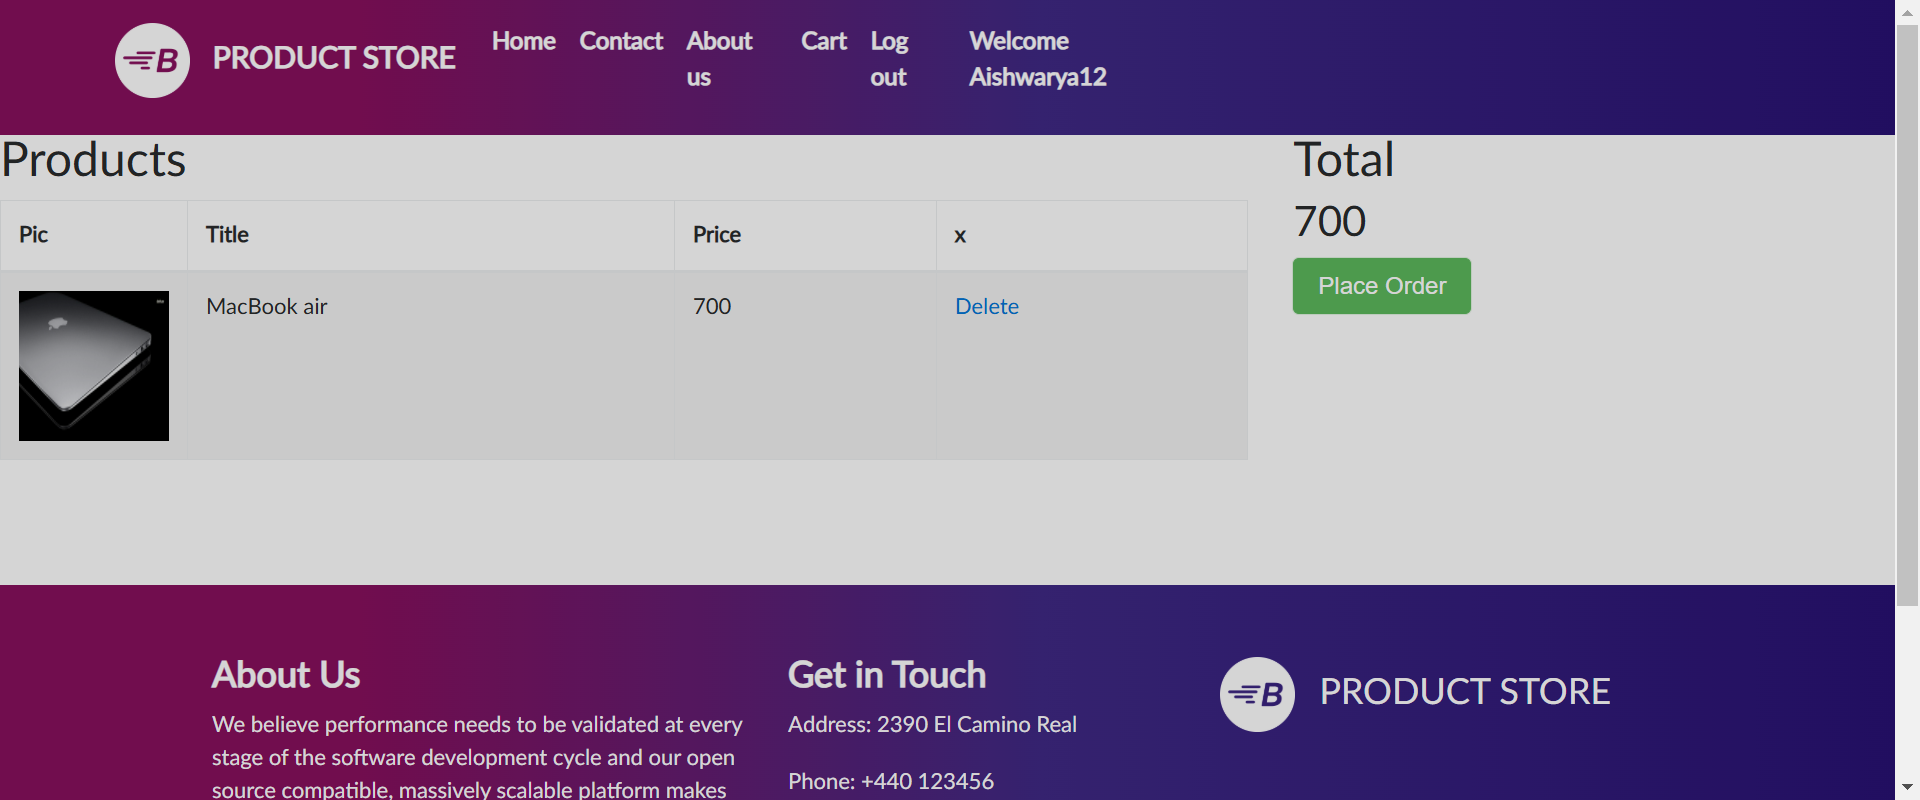 B PRODUCT STORE
Home Contact About us Cart Log out Welcome Aishwarya12
Products
Total
700
Place Order
Pic Title Price x
MacBook air 700 Delete
About Us
We believe performance needs to be validated at every
stage of the software development cycle and our open
source compatible, massively scalable platform makes
Get in Touch
Address: 2390 El Camino Real
Phone: +440 123456
B PRODUCT STORE